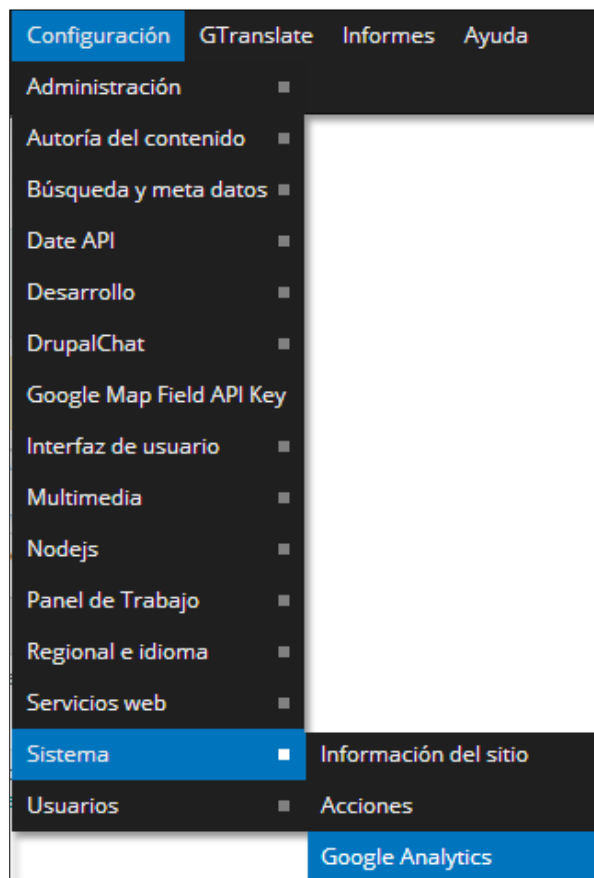 Configuración GTranslate Informes Ayuda
Administración
Autoría del contenido
Búsqueda y meta datos
Date API
Desarrollo
DrupalChat
Google Map Field API Key
Interfaz de usuario
Multimedia
Nodejs
Panel de Trabajo
Regional e idioma
Servicios web
Sistema Información del sitio
Usuarios Acciones
Google Analytics